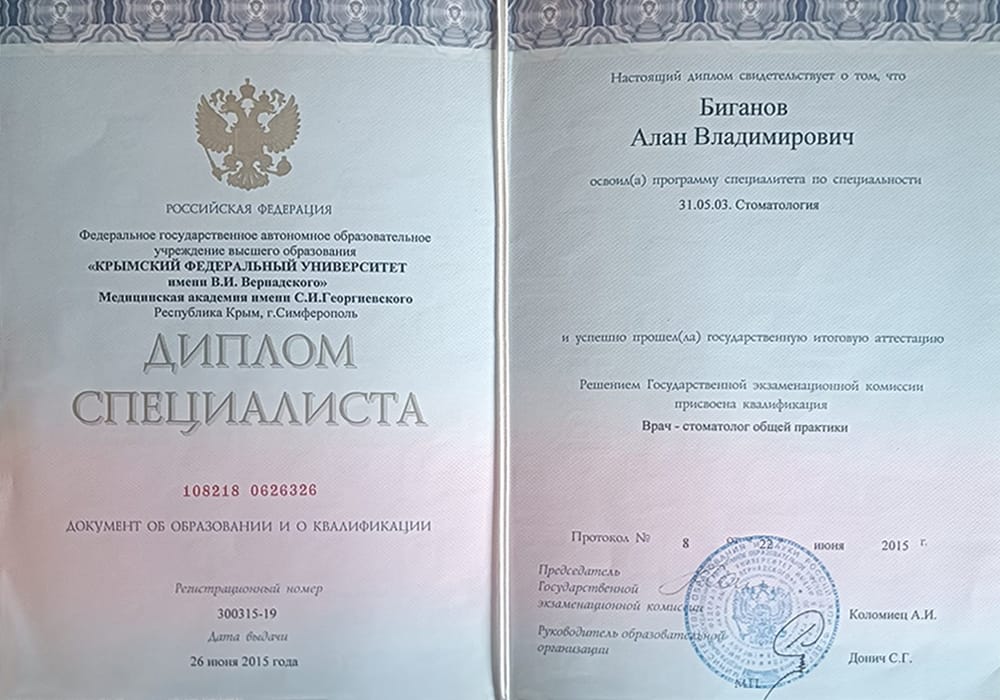 РОССИЙСКАЯ ФЕДЕРАЦИЯ
Федеральное государственное автономное образовательное
учреждение высшего образования
«КРЫМСКИЙ ФЕДЕРАЛЬНЫЙ УНИВЕРСИТЕТ
имени В.И. Вернадского»
Медицинская академия имени С.И.Георгиевского
Республика Крым, г.Симферополь
ДИПЛОМ
СПЕЦИАЛИСТА
108218 0626326
ДОКУМЕНТ ОБ ОБРАЗОВАНИИ И О КВАЛИФИКАЦИИ
Регистрационный номер
300315-19
Дата выдачи
26 июня 2015 года
Настоящий диплом свидетельствует о том, что
Биганов
Алан Владимирович
освоил(а) программу специалитета по специальности
31.05.03. Стоматология
и успешно прошел(ла) государственную итоговую аттестацию
Решением Государственной экзаменационной комиссии
присвоена квалификация
Врач - стоматолог общей практики
Протокол № 8 от 22 июня 2015 г.
Председатель
Государственной
экзаменационной комиссии
Коломиец А.И.
Руководитель образовательной
организации
Донич С.Г.
М.П.